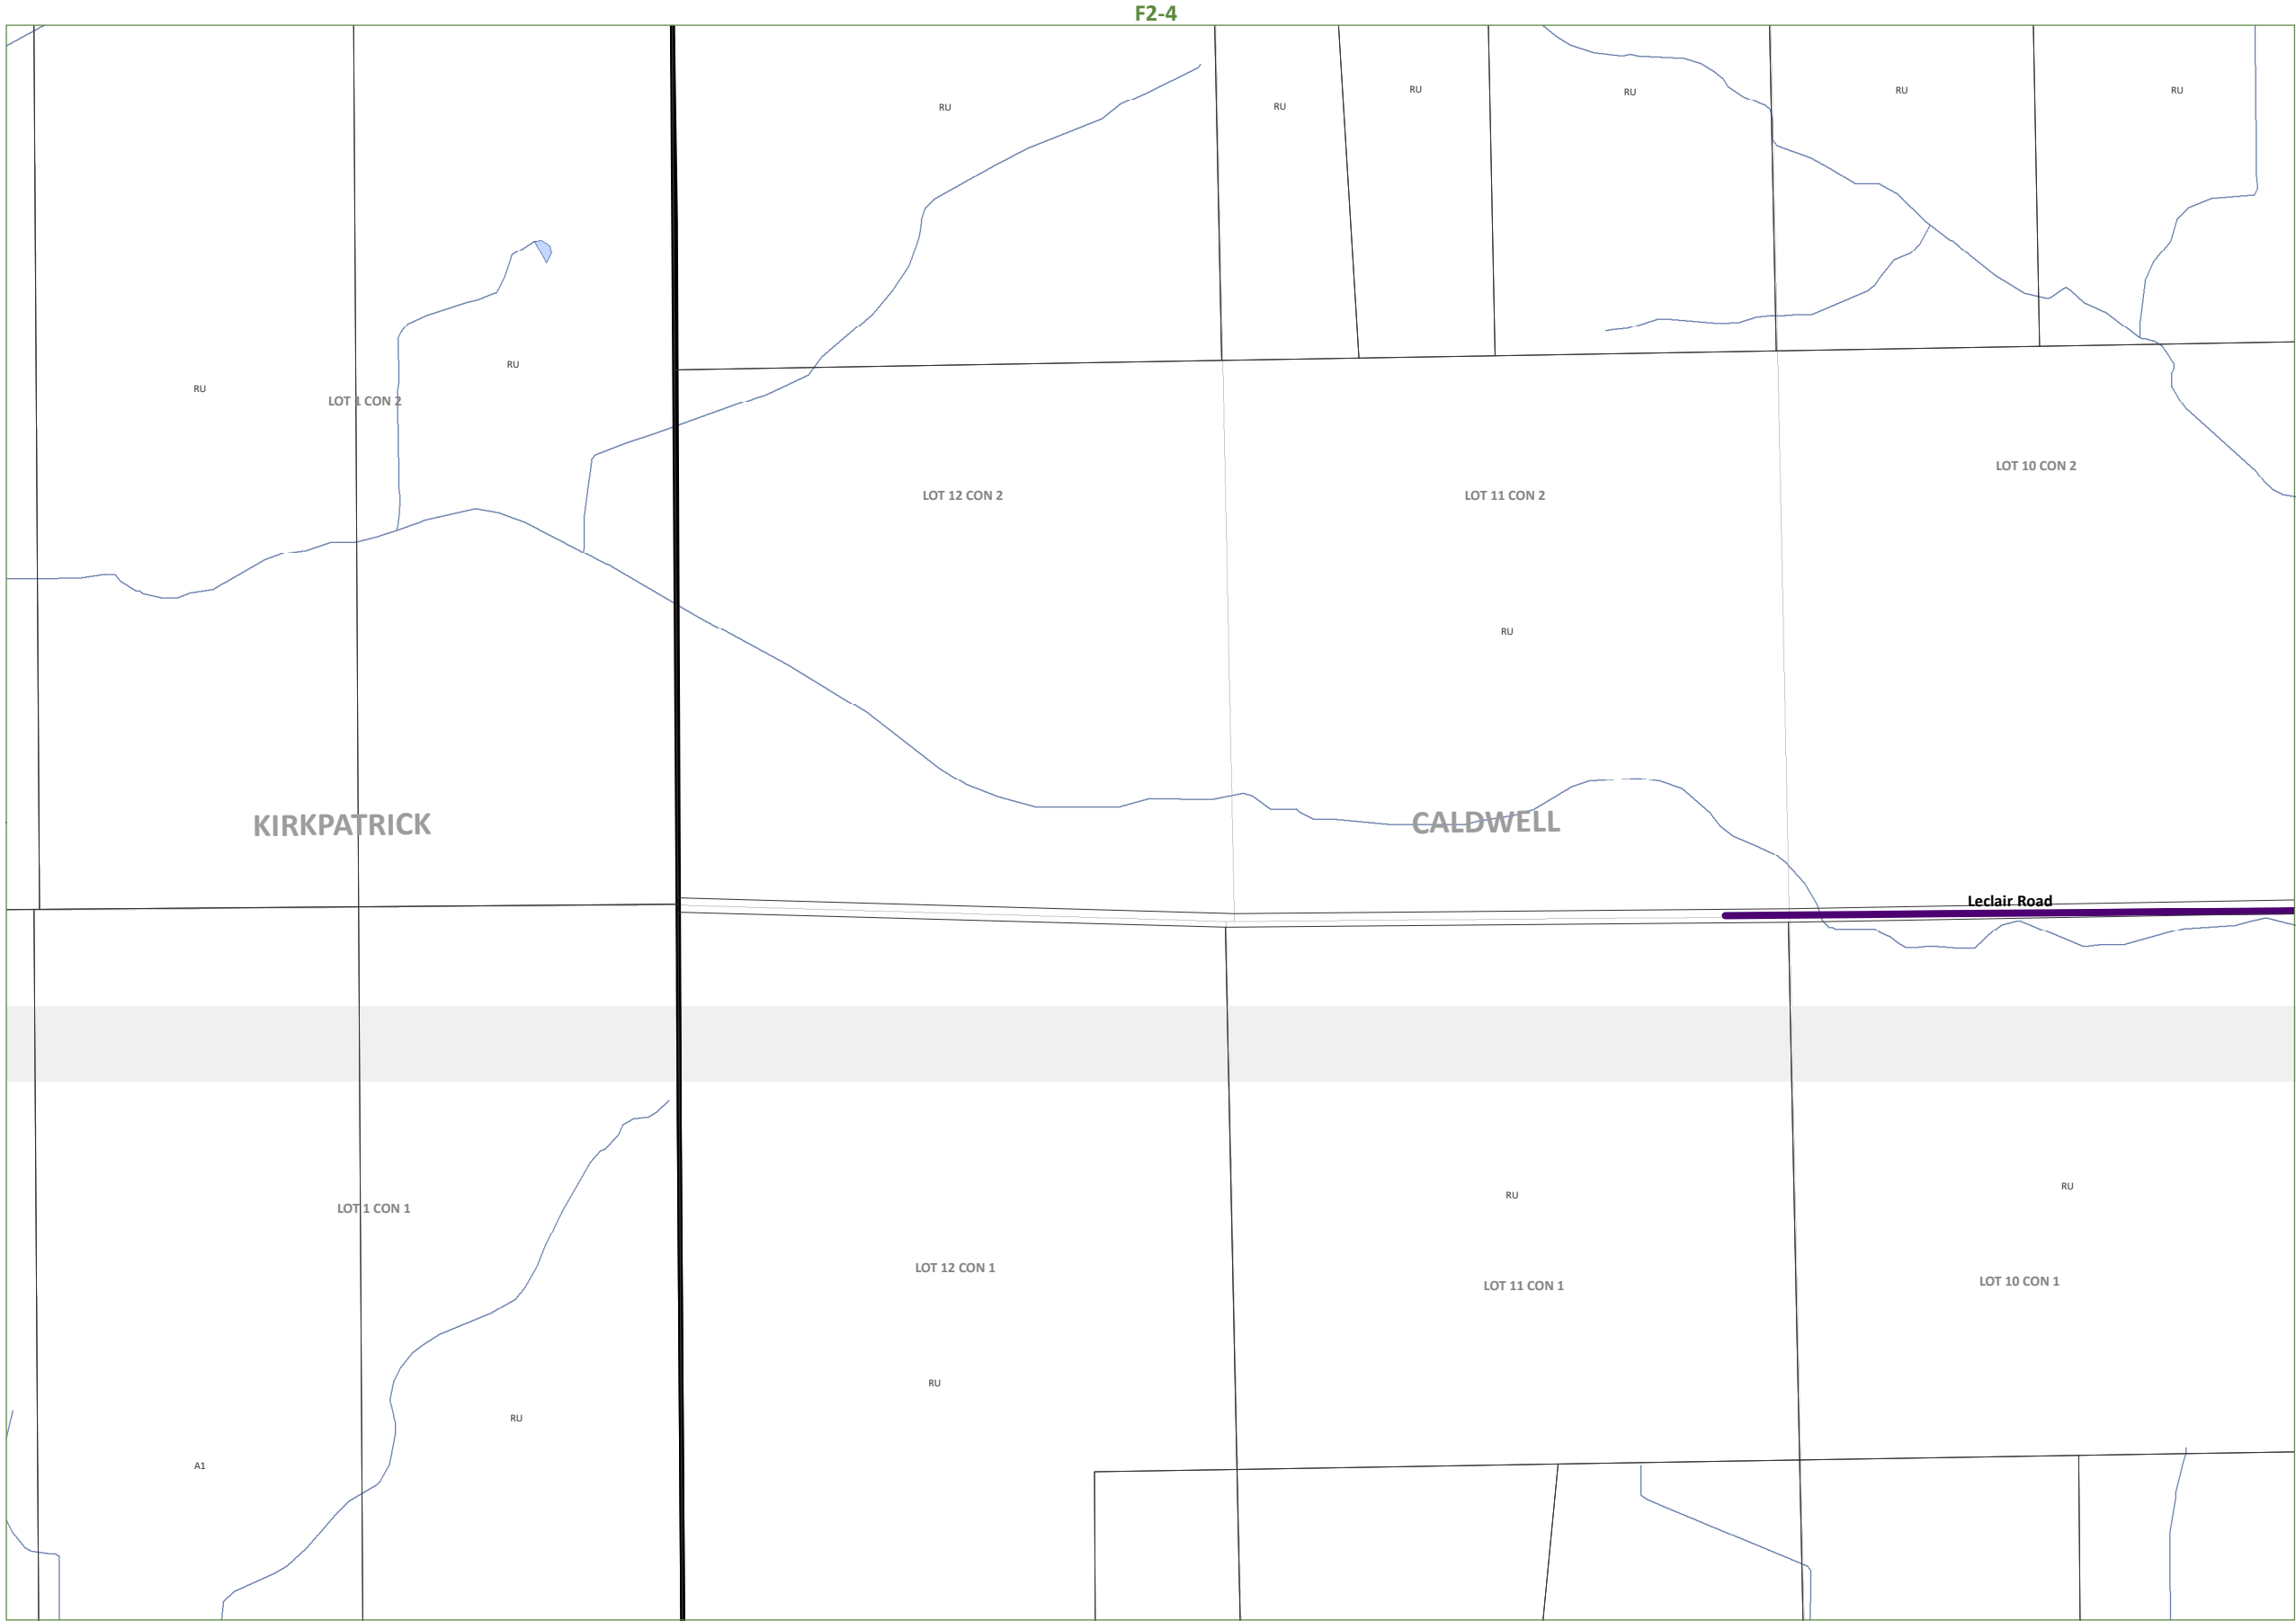 F2-4
RU
RU
RU
RU
RU
RU
RU
RU
LOT 1 CON 2
LOT 12 CON 2
LOT 11 CON 2
LOT 10 CON 2
RU
KIRKPATRICK
CALDWELL
Leclair Road
LOT 1 CON 1
RU
RU
LOT 12 CON 1
LOT 11 CON 1
LOT 10 CON 1
RU
RU
A1